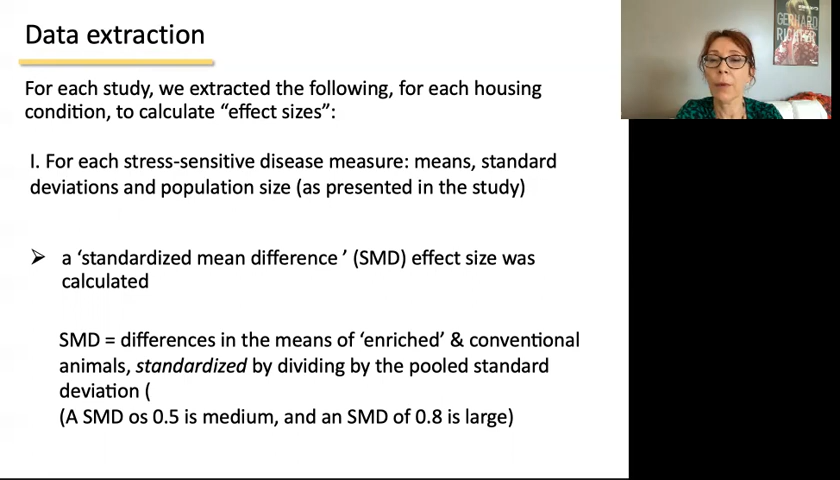 Data extraction
For each study, we extracted the following, for each housing
condition, to calculate “effect sizes”:
I. For each stress-sensitive disease measure: means, standard
deviations and population size (as presented in the study)
a ‘standardized mean difference ’ (SMD) effect size was
calculated
SMD = differences in the means of ‘enriched’ & conventional
animals, standardized by dividing by the pooled standard
deviation (
(A SMD os 0.5 is medium, and an SMD of 0.8 is large)
GERHARD